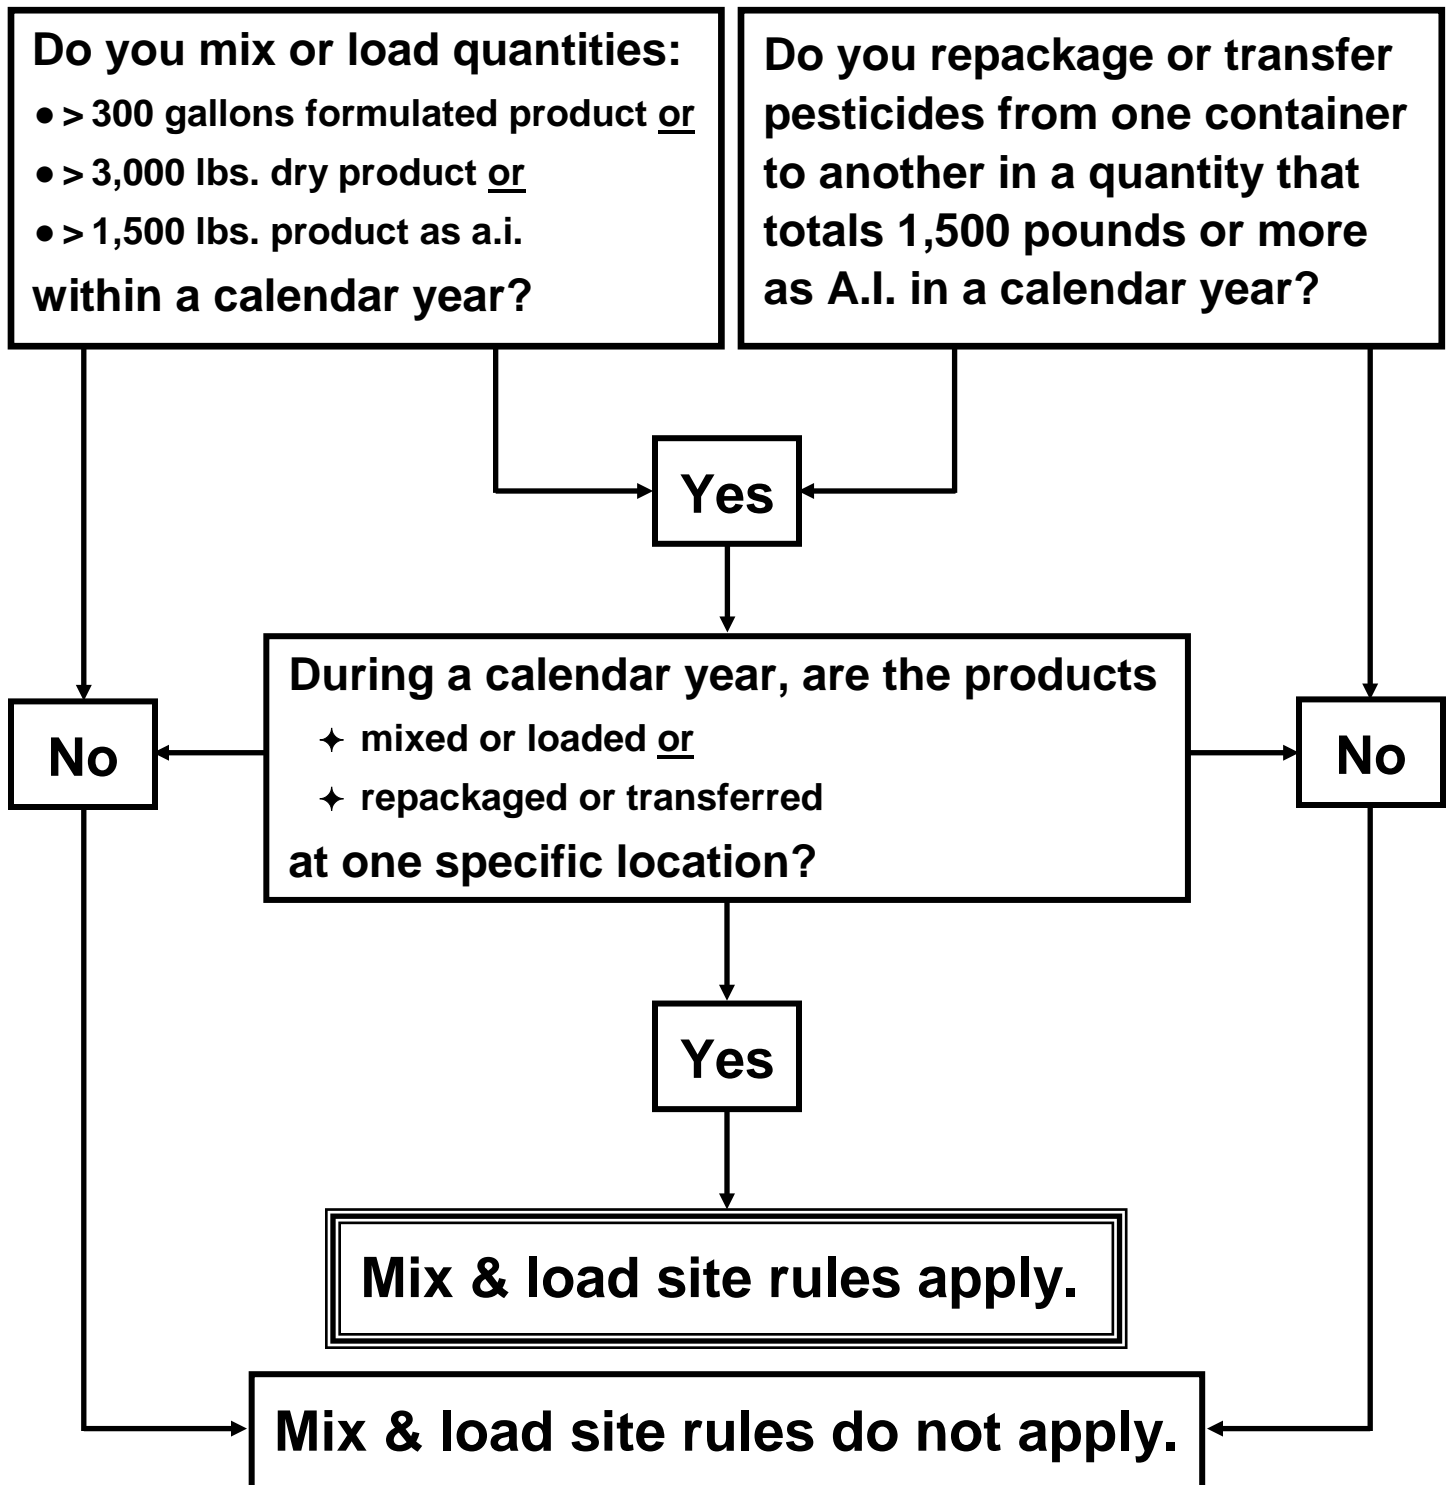 Do you mix or load quantities:
● > 300 gallons formulated product or
● > 3,000 lbs. dry product or
● > 1,500 lbs. product as a.i.
within a calendar year?
Do you repackage or transfer
pesticides from one container
to another in a quantity that
totals 1,500 pounds or more
as A.I. in a calendar year?
Yes
During a calendar year, are the products
✦ mixed or loaded or
✦ repackaged or transferred
at one specific location?
No
No
Yes
Mix & load site rules apply.
Mix & load site rules do not apply.